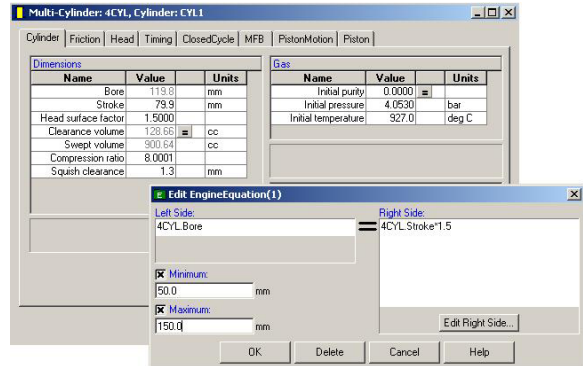 Multi-Cylinder: 4CYL, Cylinder: CYL1
Cylinder Friction Head Timing ClosedCycle MFB PistonMotion Piston
Dimensions
Name Value Units
Bore 119.8 mm
Stroke 79.9 mm
Head surface factor 1.5000
Clearance volume 128.66 = cc
Swept volume 900.64 cc
Compression ratio 8.0001
Squish clearance 1.3 mm
Gas
Name Value Units
Initial purity 0.0000 =
Initial pressure 4.0530 bar
Initial temperature 927.0 deg C
E Edit EngineEquation(1)
Left Side:
4CYL.Bore
=
Right Side:
4CYL.Stroke*1.5
Minimum:
50.0 mm
Maximum:
150.0 mm
Edit Right Side...
OK Delete Cancel Help